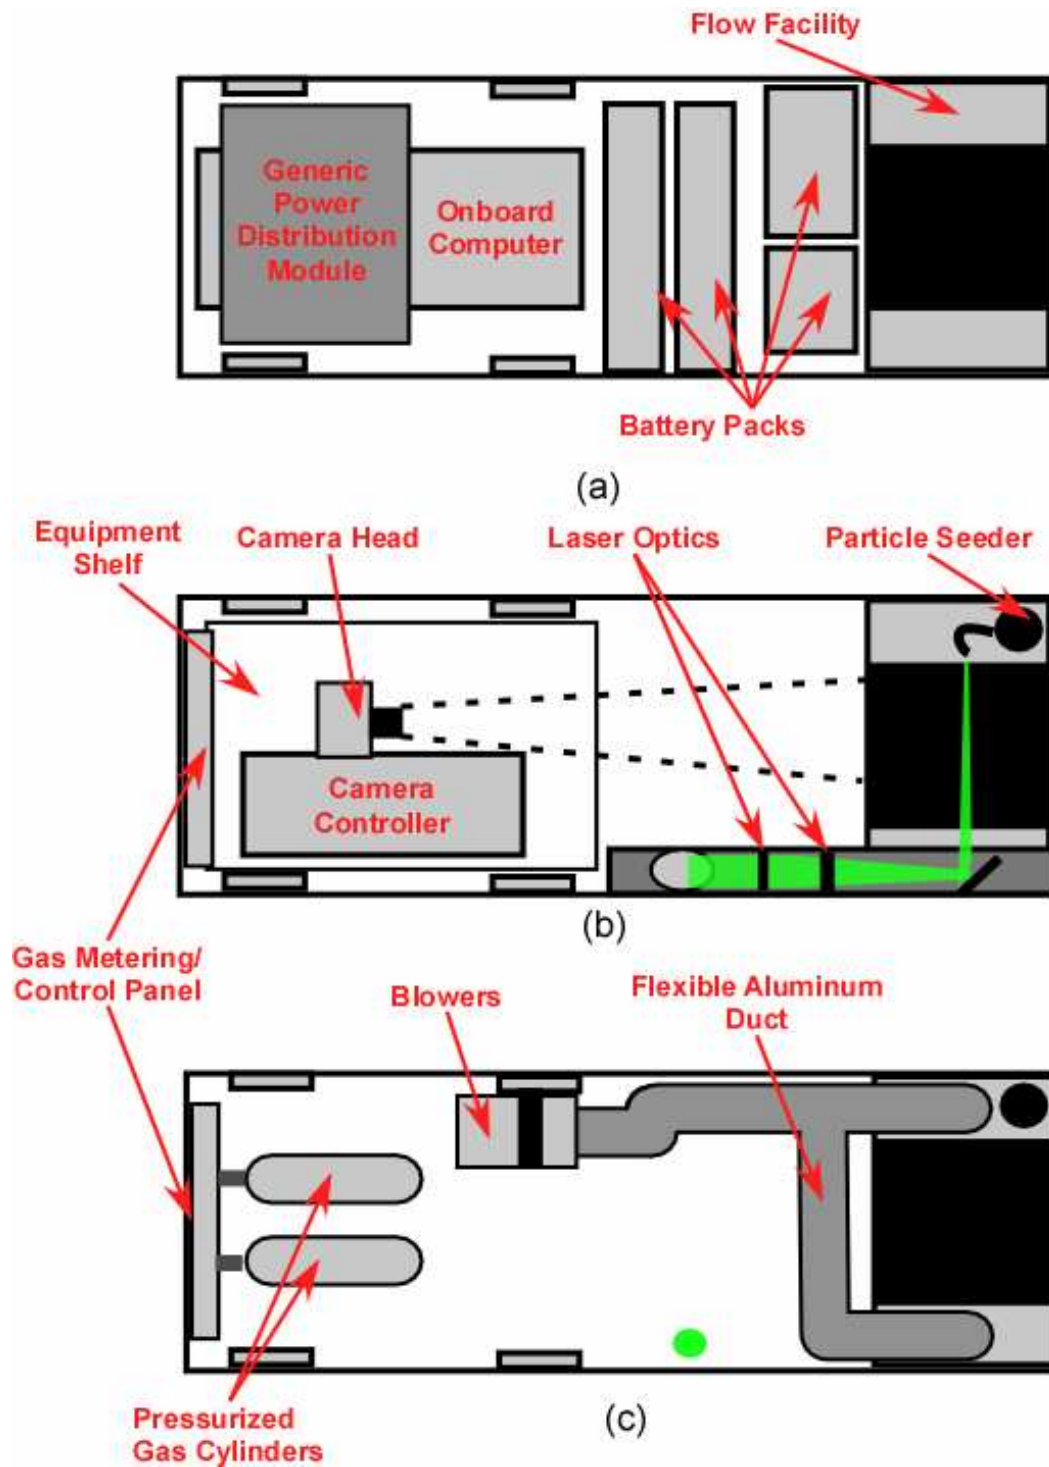 Flow Facility
Generic
Power
Distribution
Module
Onboard
Computer
Battery Packs
(a)
Equipment
Shelf
Camera Head
Laser Optics
Particle Seeder
Camera
Controller
(b)
Gas Metering/
Control Panel
Blowers
Flexible Aluminum
Duct
Pressurized
Gas Cylinders
(c)